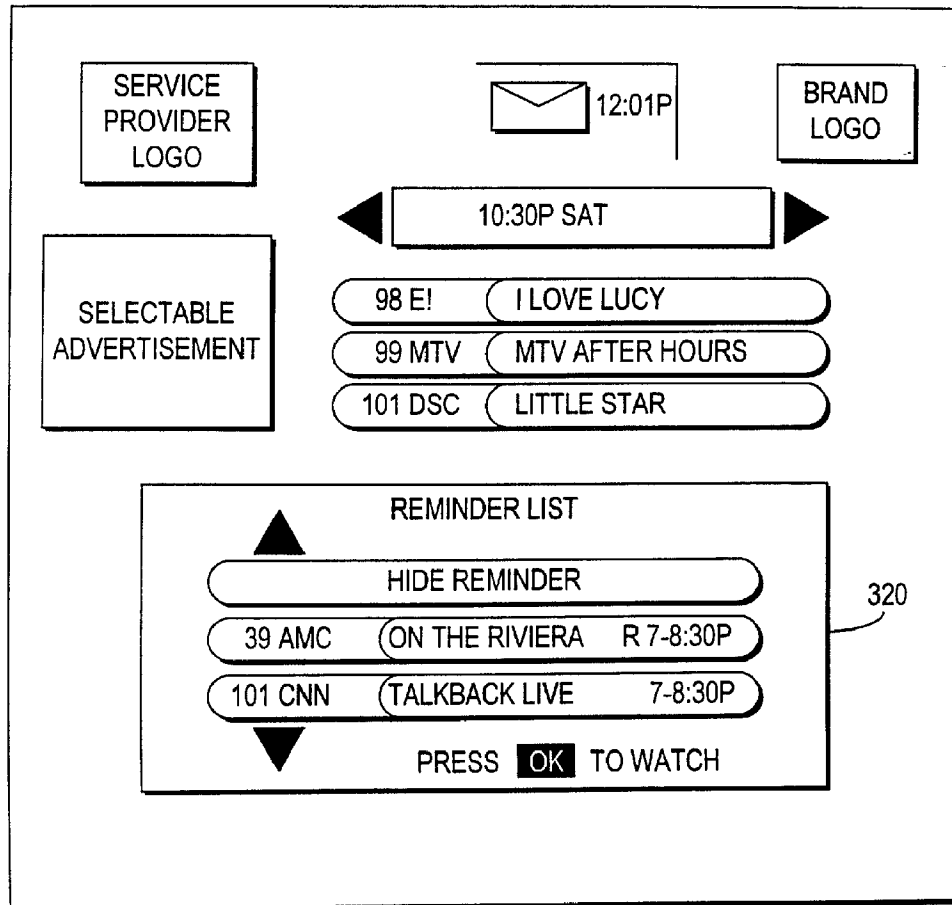 SERVICE
PROVIDER
LOGO
12:01P
BRAND
LOGO
10:30P SAT
SELECTABLE
ADVERTISEMENT
98 E! I LOVE LUCY
99 MTV MTV AFTER HOURS
101 DSC LITTLE STAR
REMINDER LIST
HIDE REMINDER
39 AMC ON THE RIVIERA R 7-8:30P
101 CNN TALKBACK LIVE 7-8:30P
PRESS OK TO WATCH
320